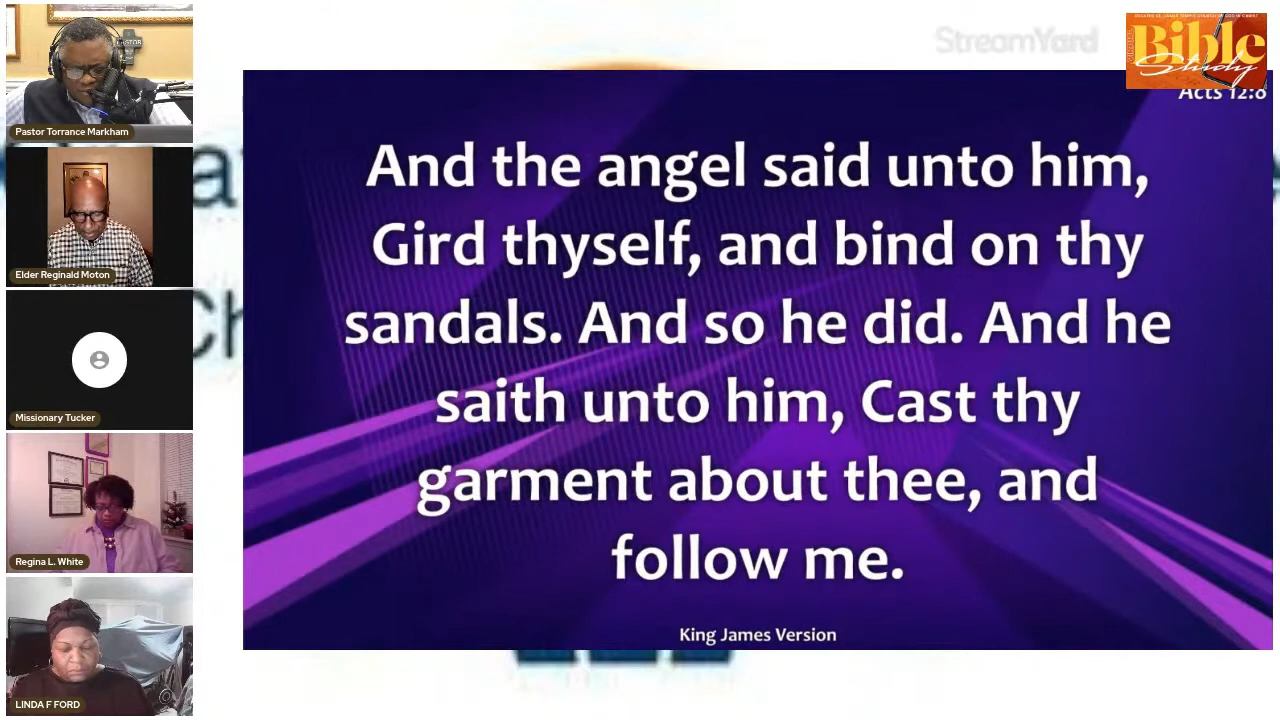 StreamYard
Bible
Study
Acts 12:8
And the angel said unto him,
Gird thyself, and bind on thy
sandals. And so he did. And he
saith unto him, Cast thy
garment about thee, and
follow me.
King James Version
Pastor Torrance Markham
Elder Reginald Moton
Missionary Tucker
Regina L. White
LINDA F FORD